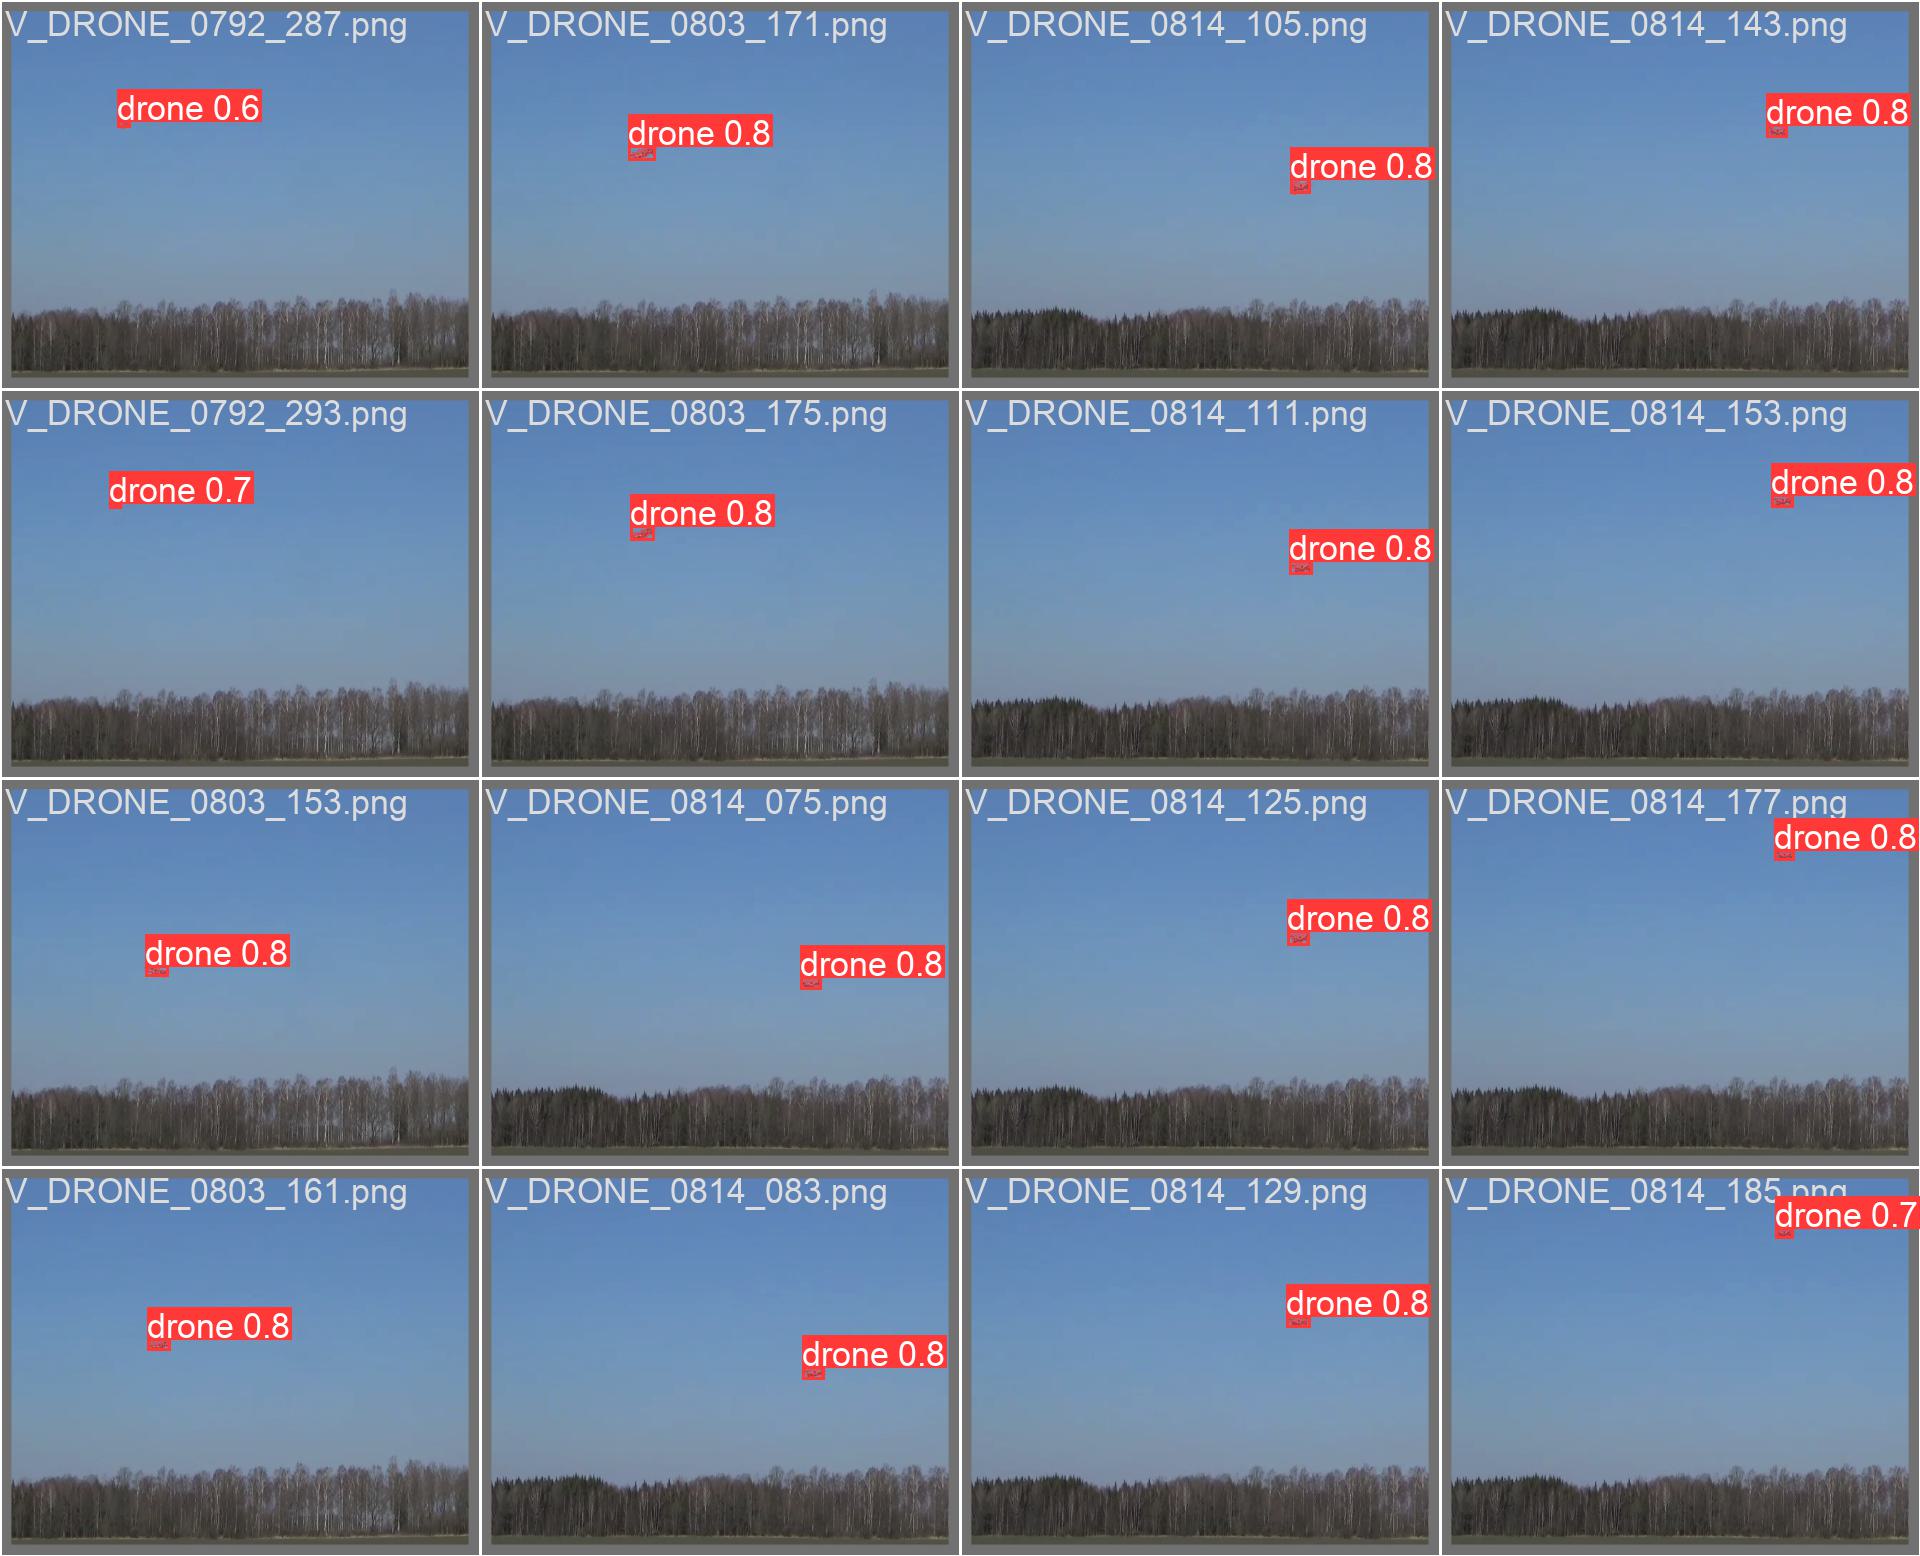 V_DRONE_0792_287.png
drone 0.6
V_DRONE_0803_171.png
drone 0.8
V_DRONE_0814_105.png
drone 0.8
V_DRONE_0814_143.png
drone 0.8
V_DRONE_0792_293.png
drone 0.7
V_DRONE_0803_175.png
drone 0.8
V_DRONE_0814_111.png
drone 0.8
V_DRONE_0814_153.png
drone 0.8
V_DRONE_0803_153.png
drone 0.8
V_DRONE_0814_075.png
drone 0.8
V_DRONE_0814_125.png
drone 0.8
V_DRONE_0814_177.png
drone 0.8
V_DRONE_0803_161.png
drone 0.8
V_DRONE_0814_083.png
drone 0.8
V_DRONE_0814_129.png
drone 0.8
V_DRONE_0814_185.png
drone 0.7